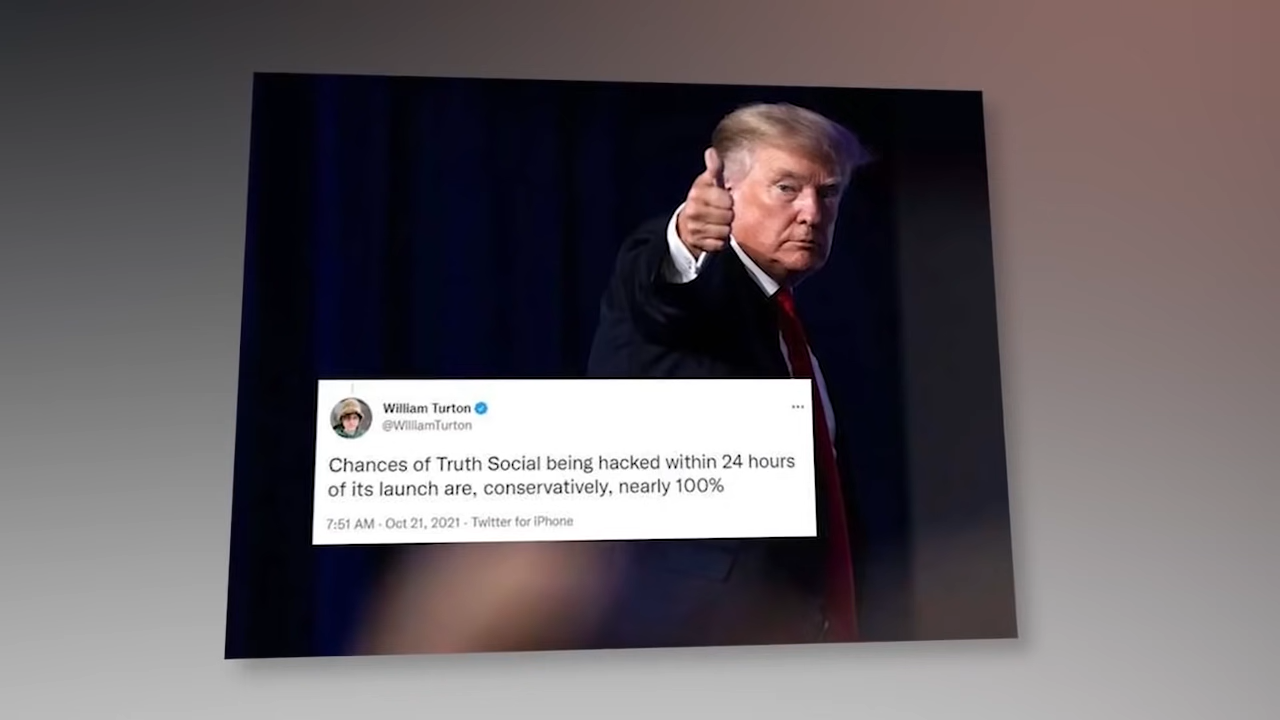 William Turton
@WilliamTurton
Chances of Truth Social being hacked within 24 hours
of its launch are, conservatively, nearly 100%
7:51 AM · Oct 21, 2021 · Twitter for iPhone